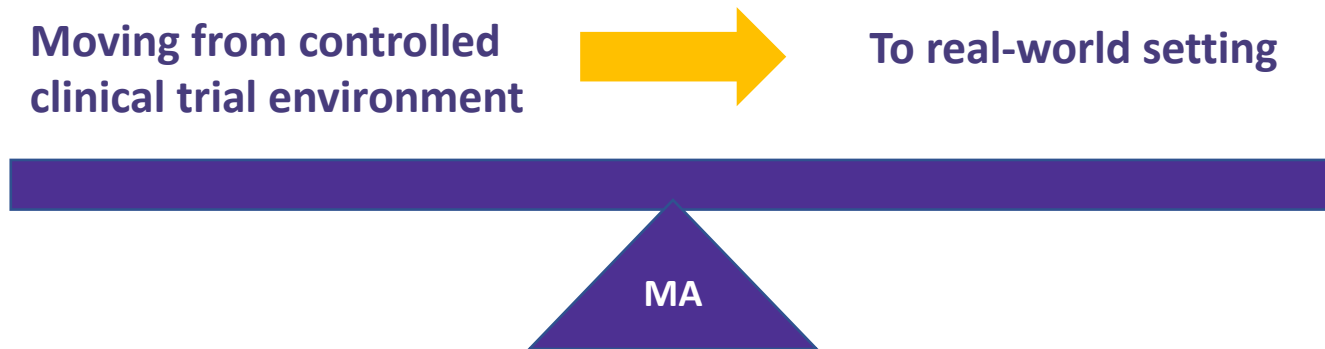 Moving from controlled
clinical trial environment
To real-world setting
MA